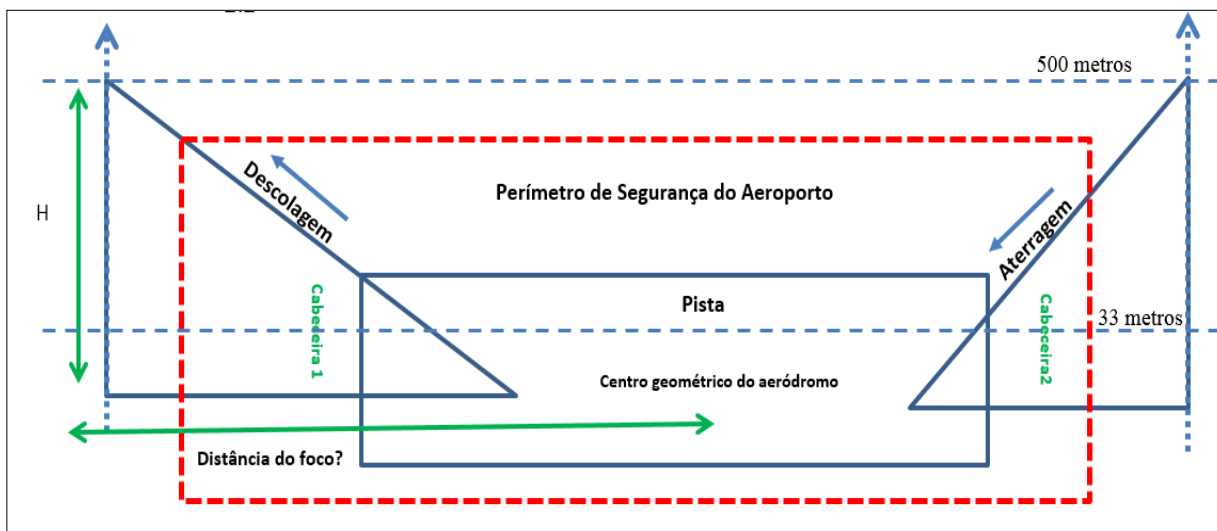 500 metros
Descolagem
Perímetro de Segurança do Aeroporto
Aterragem
H
Cabeceira 1
Pista
Cabeceira2
33 metros
Centro geométrico do aeródromo
Distância do foco?